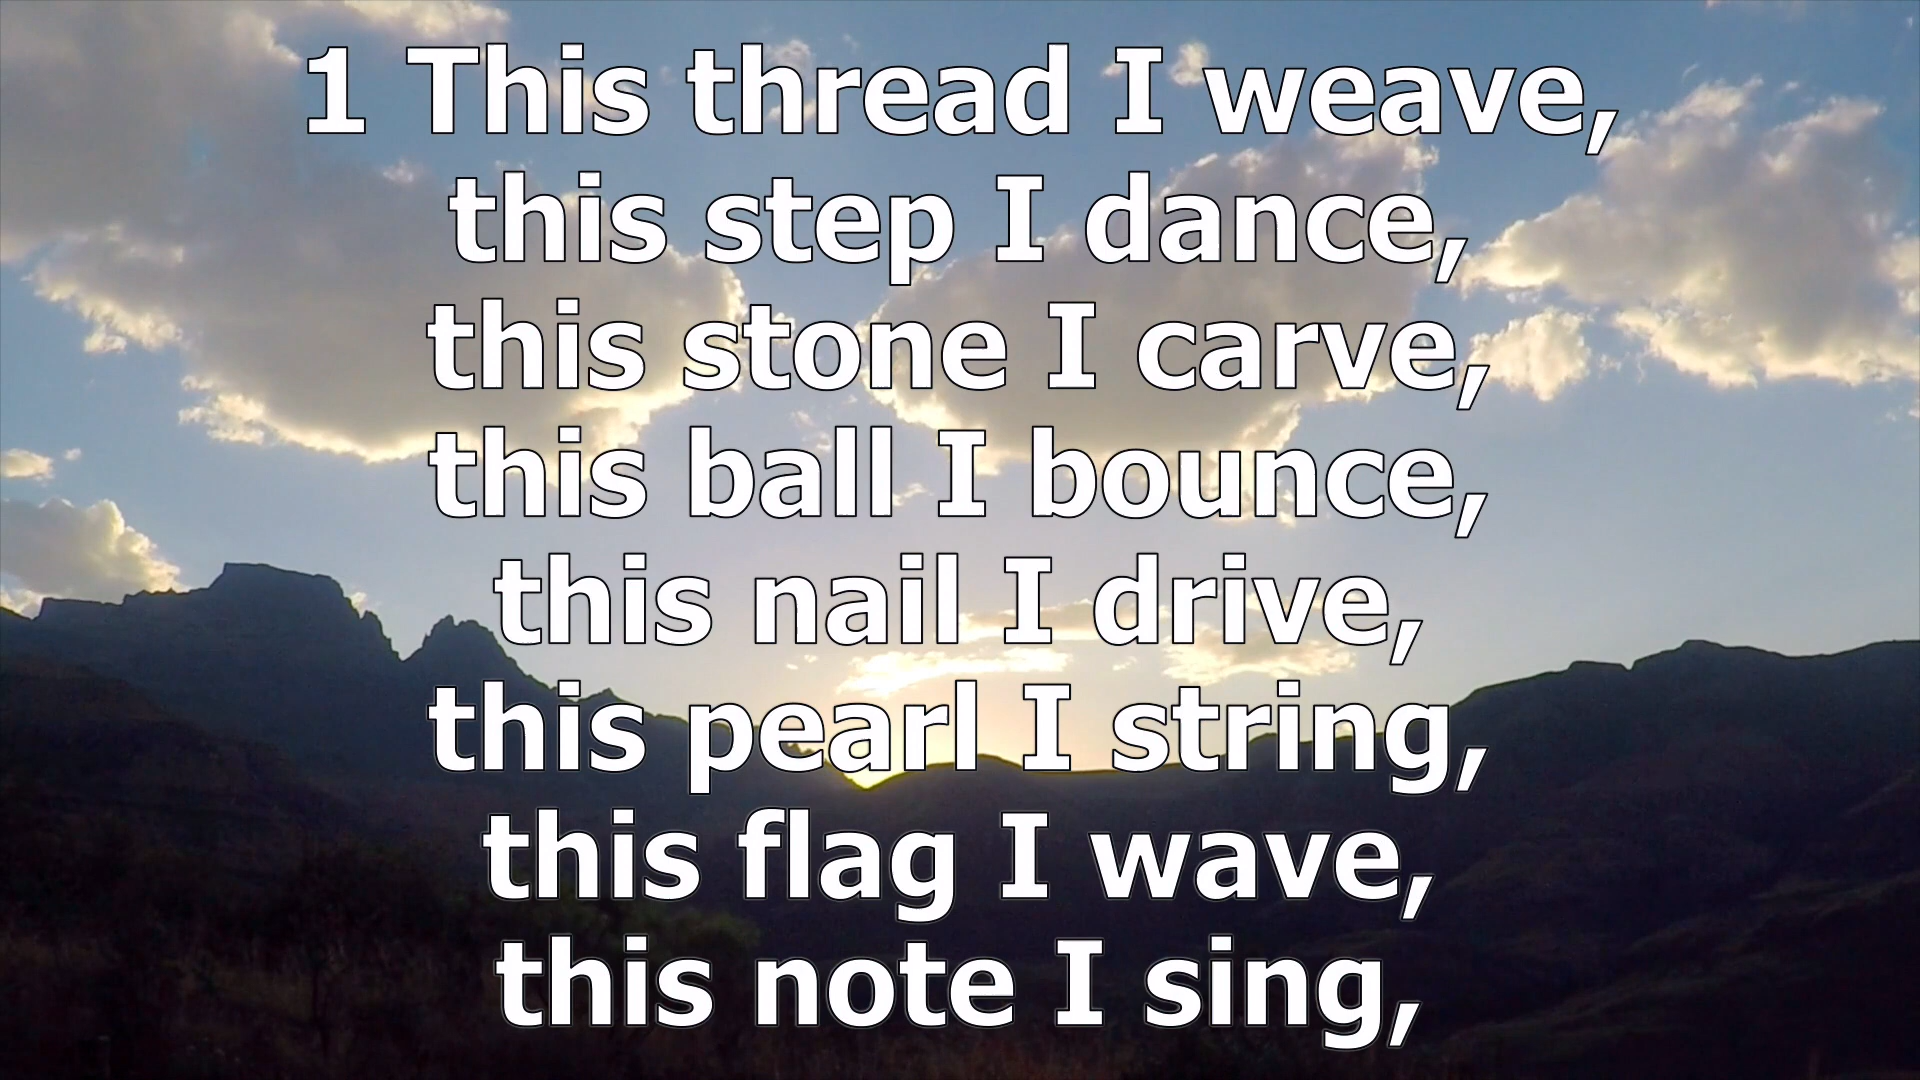 1 This thread I weave,
this step I dance,
this stone I carve,
this ball I bounce,
this nail I drive,
this pearl I string,
this flag I wave,
this note I sing,